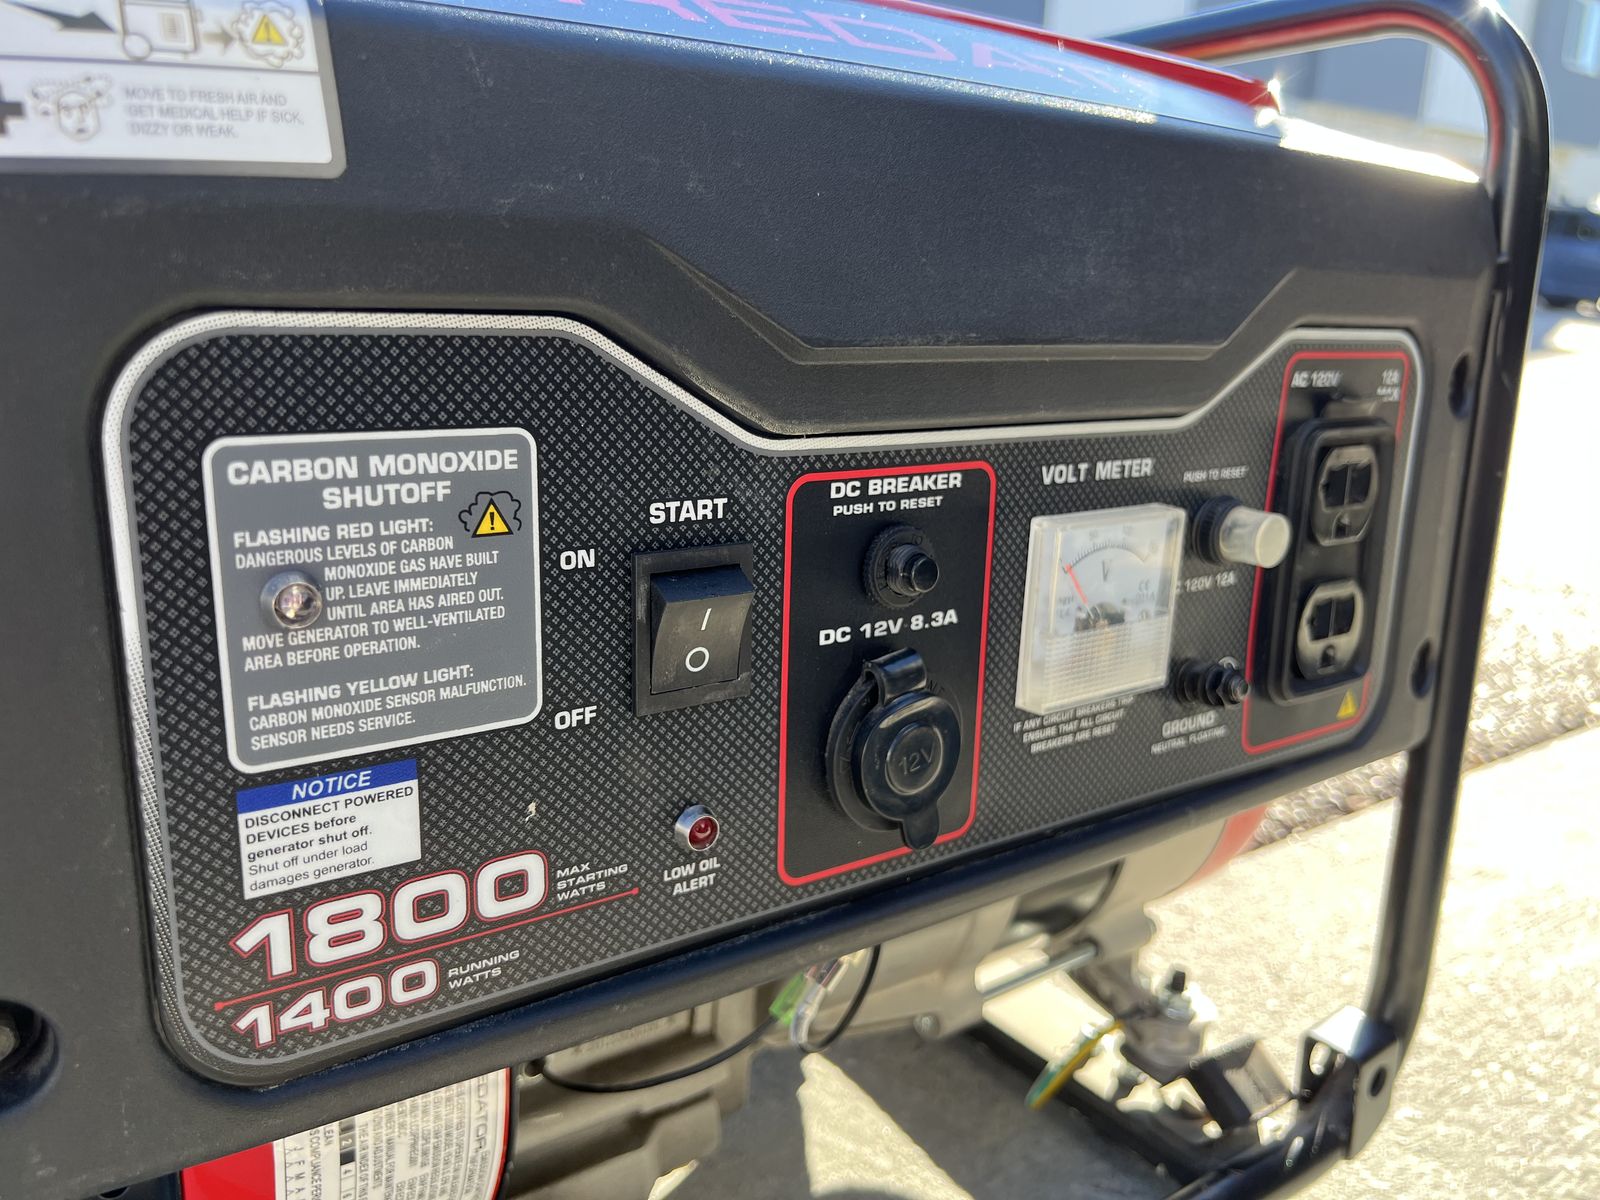 MOVE TO FRESH AIR AND
GET MEDICAL HELP IF SICK,
DIZZY OR WEAK.
CARBON MONOXIDE
SHUTOFF
FLASHING RED LIGHT:
DANGEROUS LEVELS OF CARBON
MONOXIDE GAS HAVE BUILT
UP. LEAVE IMMEDIATELY
UNTIL AREA HAS AIRED OUT.
MOVE GENERATOR TO WELL-VENTILATED
AREA BEFORE OPERATION.
FLASHING YELLOW LIGHT:
CARBON MONOXIDE SENSOR MALFUNCTION.
SENSOR NEEDS SERVICE.
NOTICE
DISCONNECT POWERED
DEVICES before
generator shut off.
Shut off under load
damages generator.
1800
MAX
STARTING
WATTS
1400
RUNNING
WATTS
START
ON
OFF
LOW OIL
ALERT
DC BREAKER
PUSH TO RESET
DC 12V 8.3A
12V
VOLT METER
V
IF ANY CIRCUIT BREAKERS TRIP
ENSURE THAT ALL CIRCUIT
BREAKERS ARE RESET
PUSH TO RESET
120V 12A
GROUND
NEUTRAL FLOATING
AC 120V
12A
MAX